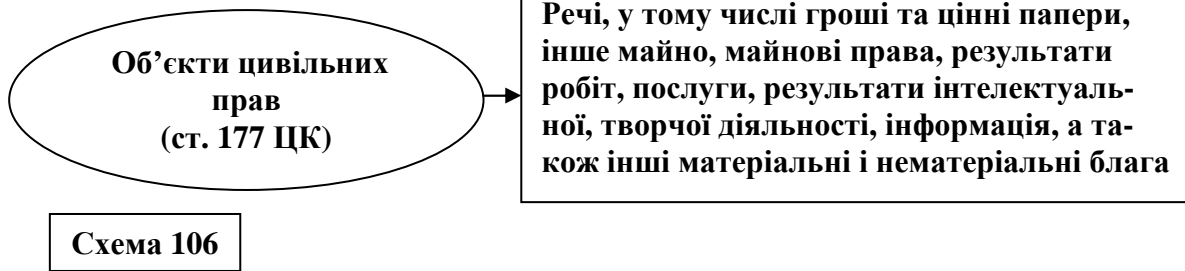 Об’єкти цивільних
прав
(ст. 177 ЦК)
Речі, у тому числі гроші та цінні папери,
інше майно, майнові права, результати
робіт, послуги, результати інтелектуаль-
ної, творчої діяльності, інформація, а та-
кож інші матеріальні і нематеріальні блага
Схема 106